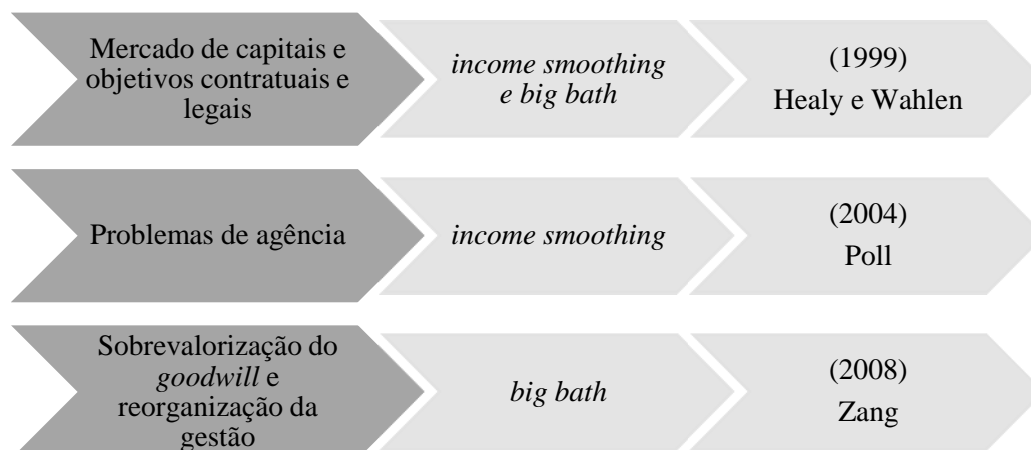 Mercado de capitais e
objetivos contratuais e
legais
income smoothing
e big bath
(1999)
Healy e Wahlen
Problemas de agência
income smoothing
(2004)
Poll
Sobrevalorização do
goodwill e
reorganização da
gestão
big bath
(2008)
Zang